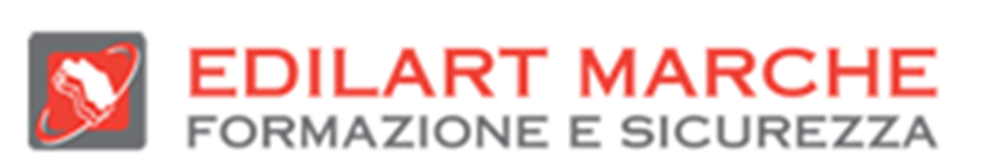 EDILART MARCHE
FORMAZIONE E SICUREZZA